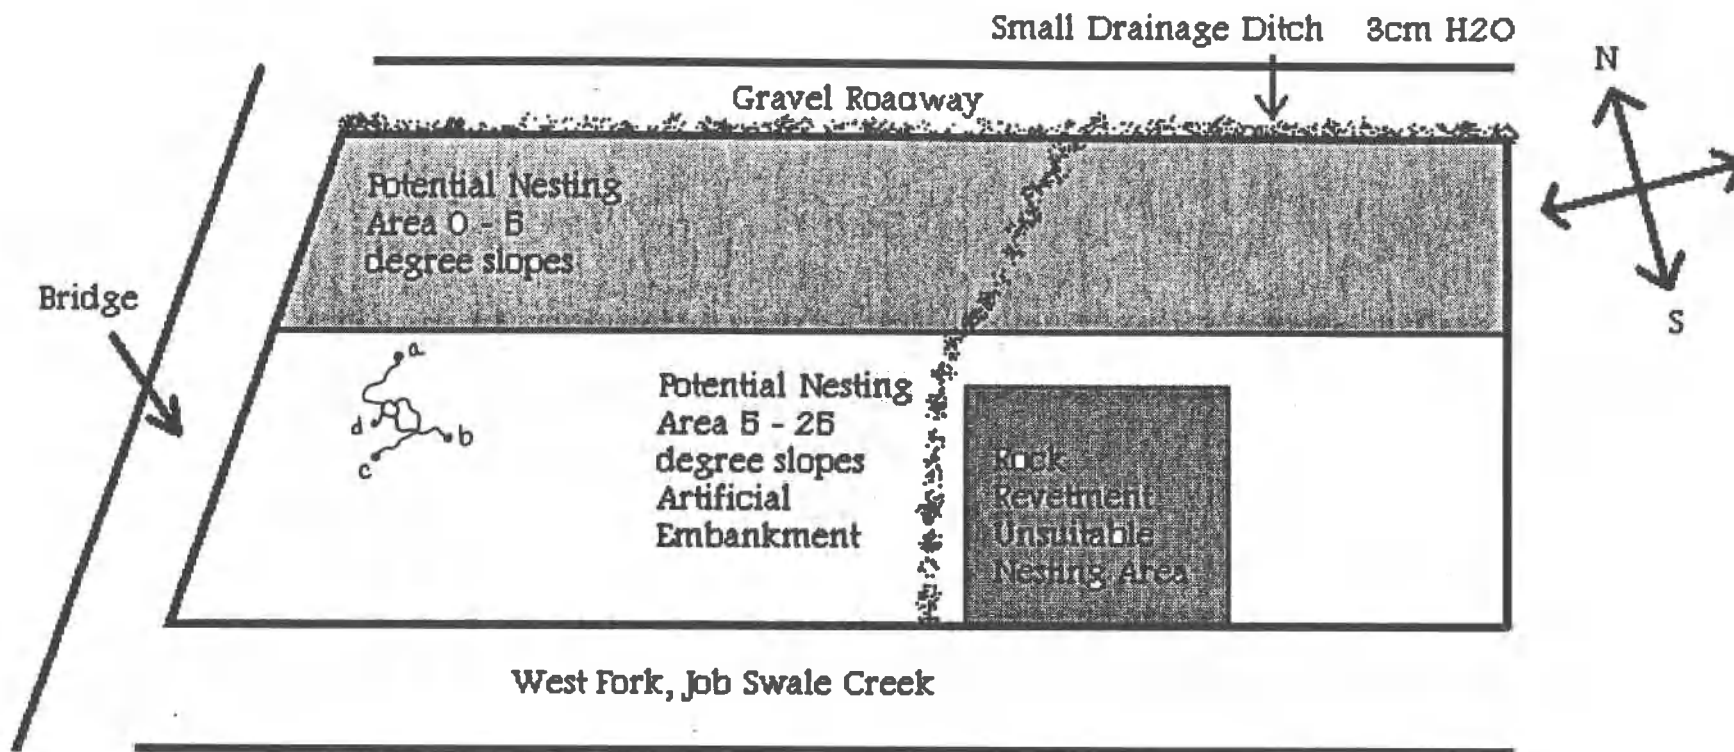 Small Drainage Ditch 3cm H2O
N
Gravel Roadway
Potential Nesting
Area 0 - 5
degree slopes
Bridge
S
a
d
b
c
Potential Nesting
Area 5 - 25
degree slopes
Artificial
Embankment
Rock
Revetment
Unsuitable
Nesting Area
West Fork, Job Swale Creek